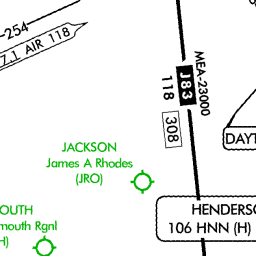 -254
7.1 AIR 118
MEA-23000
J83
118
308
DAYT
JACKSON
James A Rhodes
(JRO)
HENDERSO
106 HNN (H)
OUTH
mouth Rgnl
H)